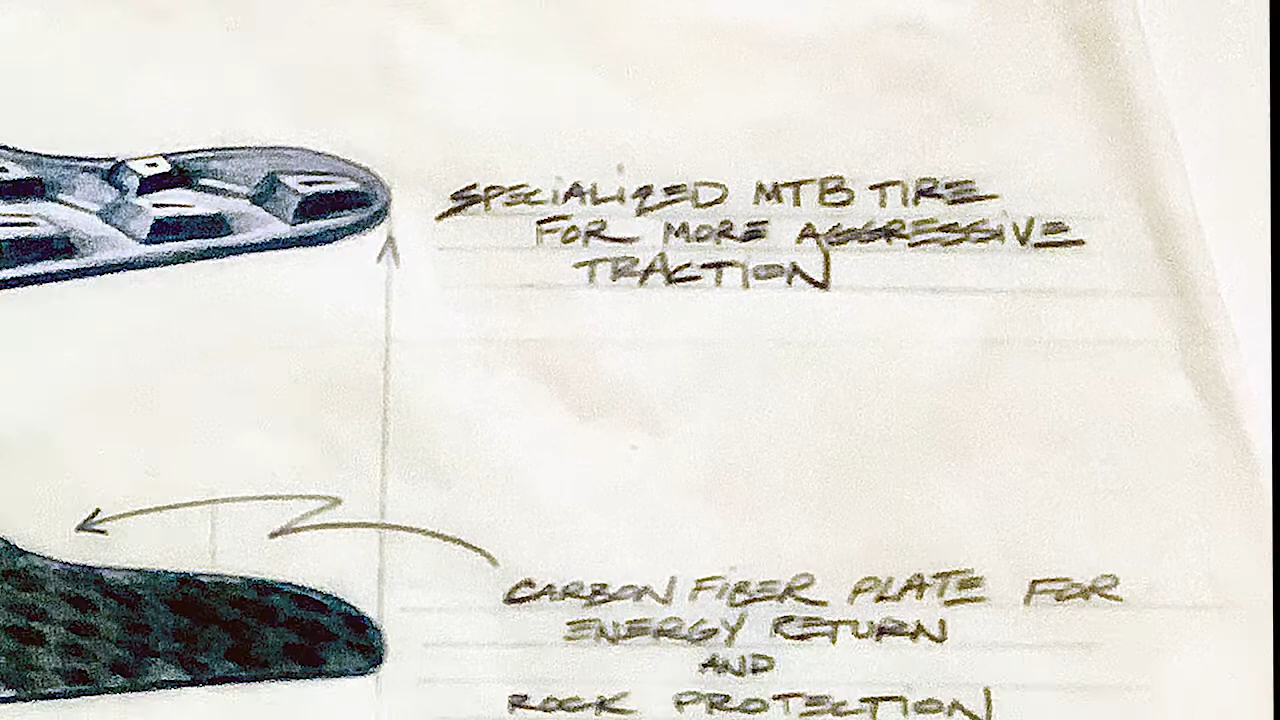 SPECIALIZED MTB TIRE
FOR MORE AGGRESSIVE
TRACTION
CARBON FIBER PLATE FOR
ENERGY RETURN
AND
ROCK PROTECTION